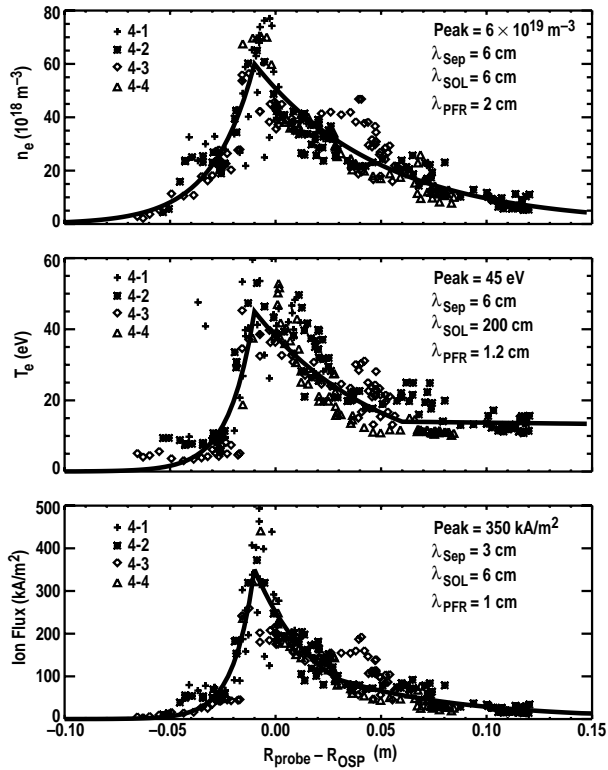 80
60
40
20
0
n_e (10^18 m^−3)
4-1
4-2
4-3
4-4
Peak = 6 × 10^19 m^−3
λ_Sep = 6 cm
λ_SOL = 6 cm
λ_PFR = 2 cm
60
40
20
0
T_e (eV)
4-1
4-2
4-3
4-4
Peak = 45 eV
λ_Sep = 6 cm
λ_SOL = 200 cm
λ_PFR = 1.2 cm
500
400
300
200
100
0
Ion Flux (kA/m^2)
4-1
4-2
4-3
4-4
Peak = 350 kA/m^2
λ_Sep = 3 cm
λ_SOL = 6 cm
λ_PFR = 1 cm
−0.10 −0.05 0.00 0.05 0.10 0.15
R_probe – R_OSP (m)